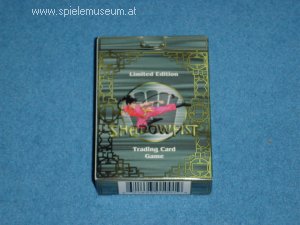 www.spielemuseum.at
Limited Edition
SHADOWFIST
Trading Card
Game